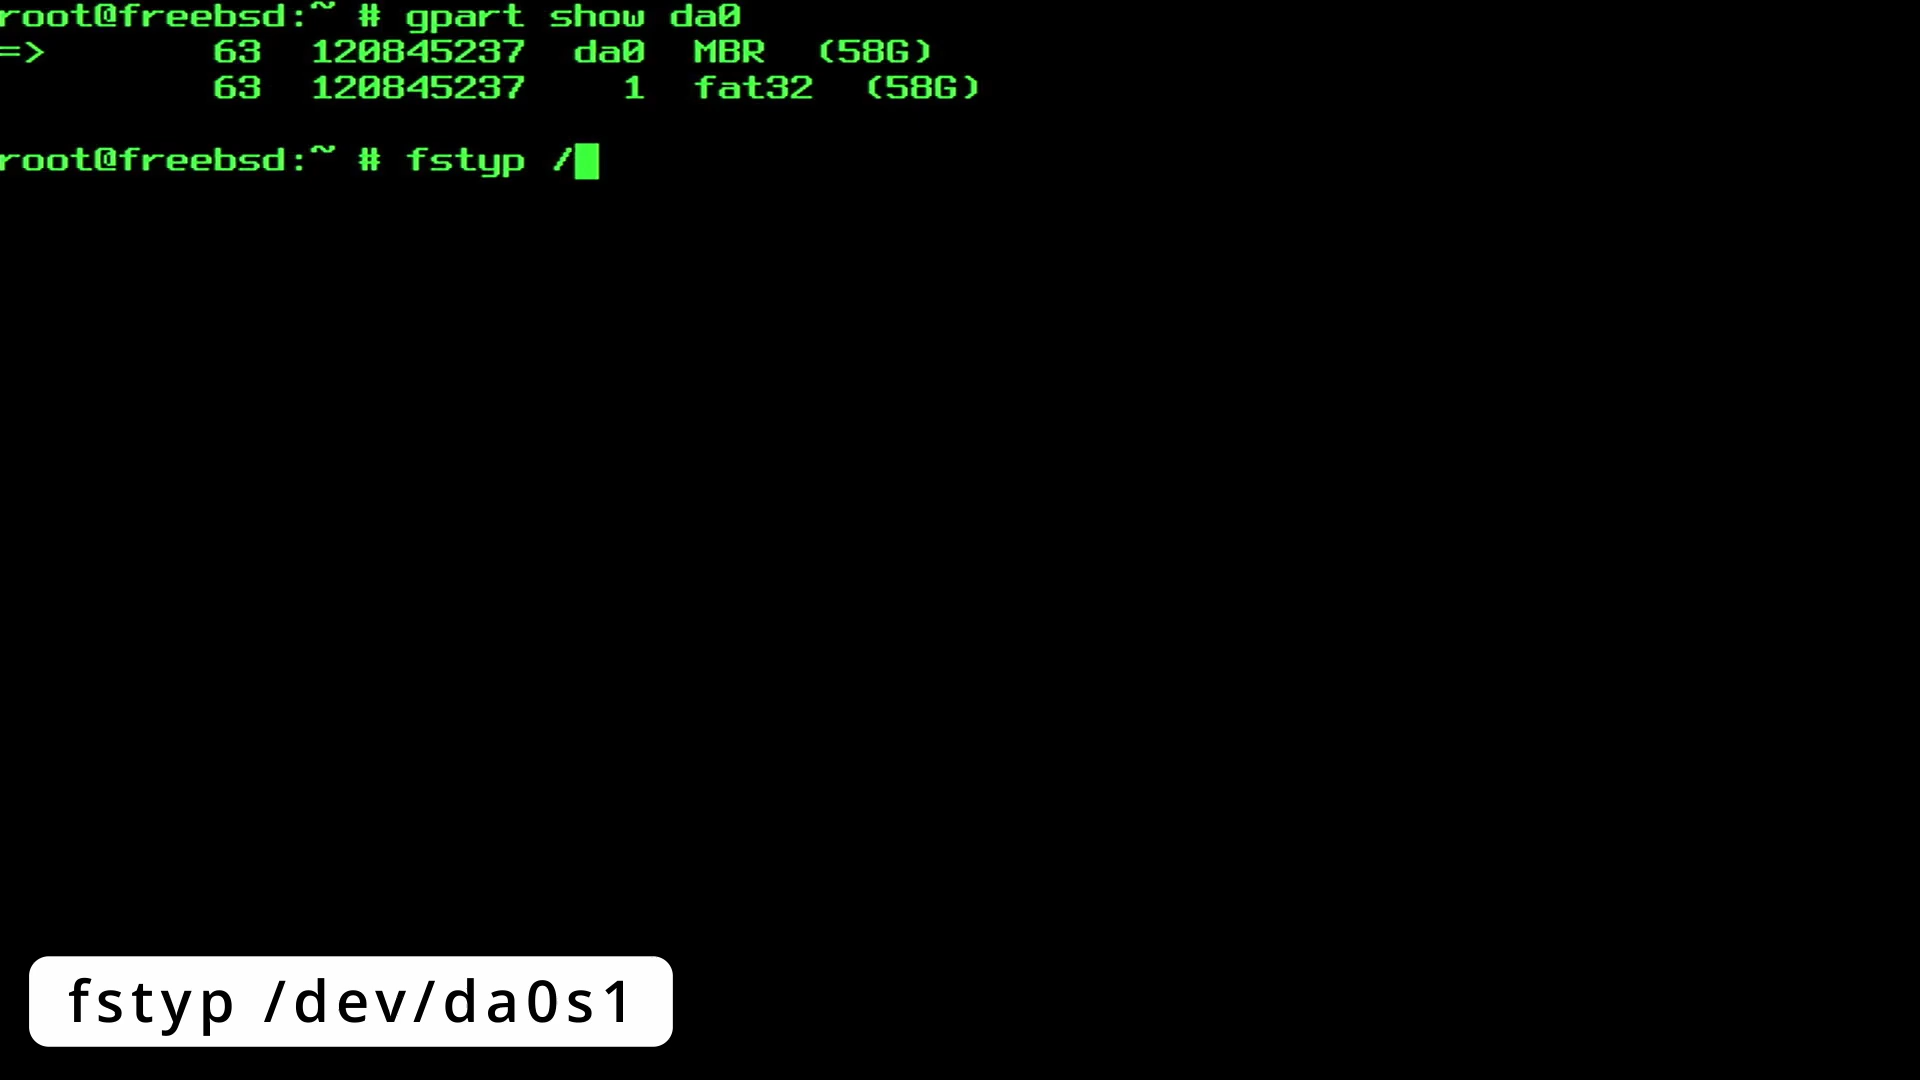 root@freebsd:~ # gpart show da0
=>       63  120845237  da0  MBR  (58G)
         63  120845237    1  fat32  (58G)
root@freebsd:~ # fstyp /
fstyp /dev/da0s1